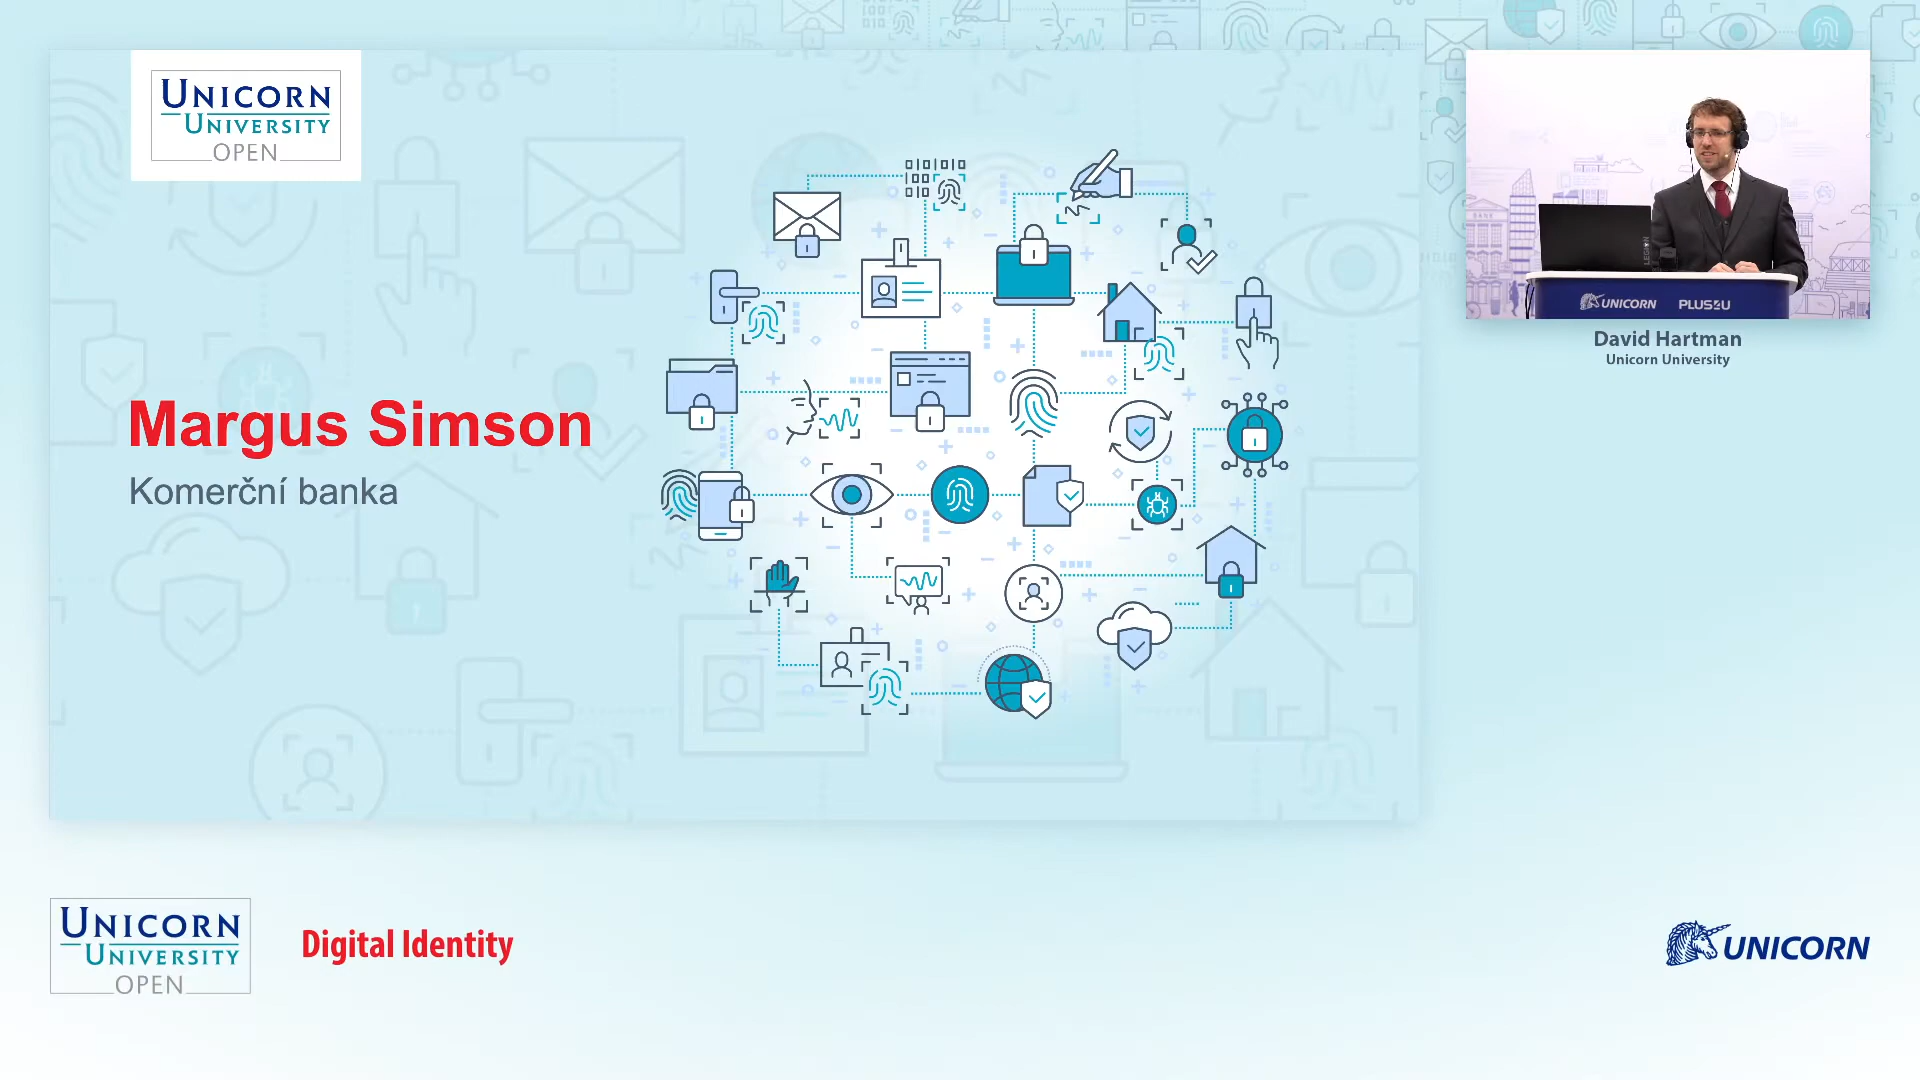 UNICORN
UNIVERSITY
OPEN
Margus Simson
Komerční banka
LEGION
UNICORN PLUS4U
David Hartman
Unicorn University
UNICORN
UNIVERSITY
OPEN
Digital Identity
UNICORN